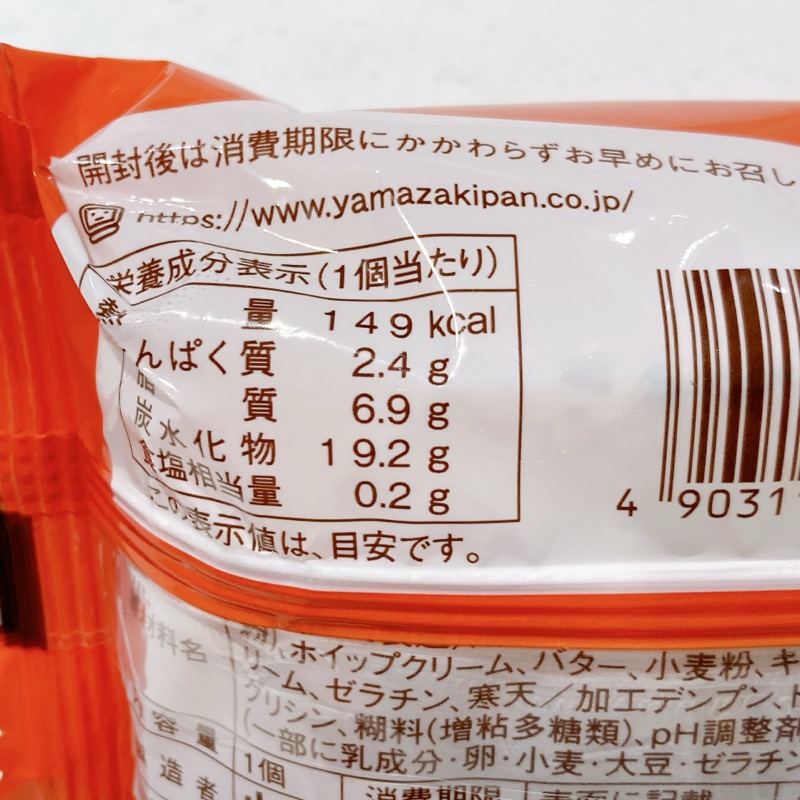 開封後は消費期限にかかわらずお早めにお召し
https://www.yamazakipan.co.jp/
栄養成分表示(1個当たり)
熱量 149 kcal
んぱく質 2.4 g
脂質 6.9 g
炭水化物 19.2 g
食塩相当量 0.2 g
この表示値は、目安です。
4 90311
材料名
リ、ホイップクリーム、バター、小麦粉、キ
リーム、ゼラチン、寒天/加工デンプン、
グリシン、糊料(増粘多糖類)、pH調整剤
(一部に乳成分・卵・小麦・大豆・ゼラチン
容量 1個
造者
消費期限 表面に記載